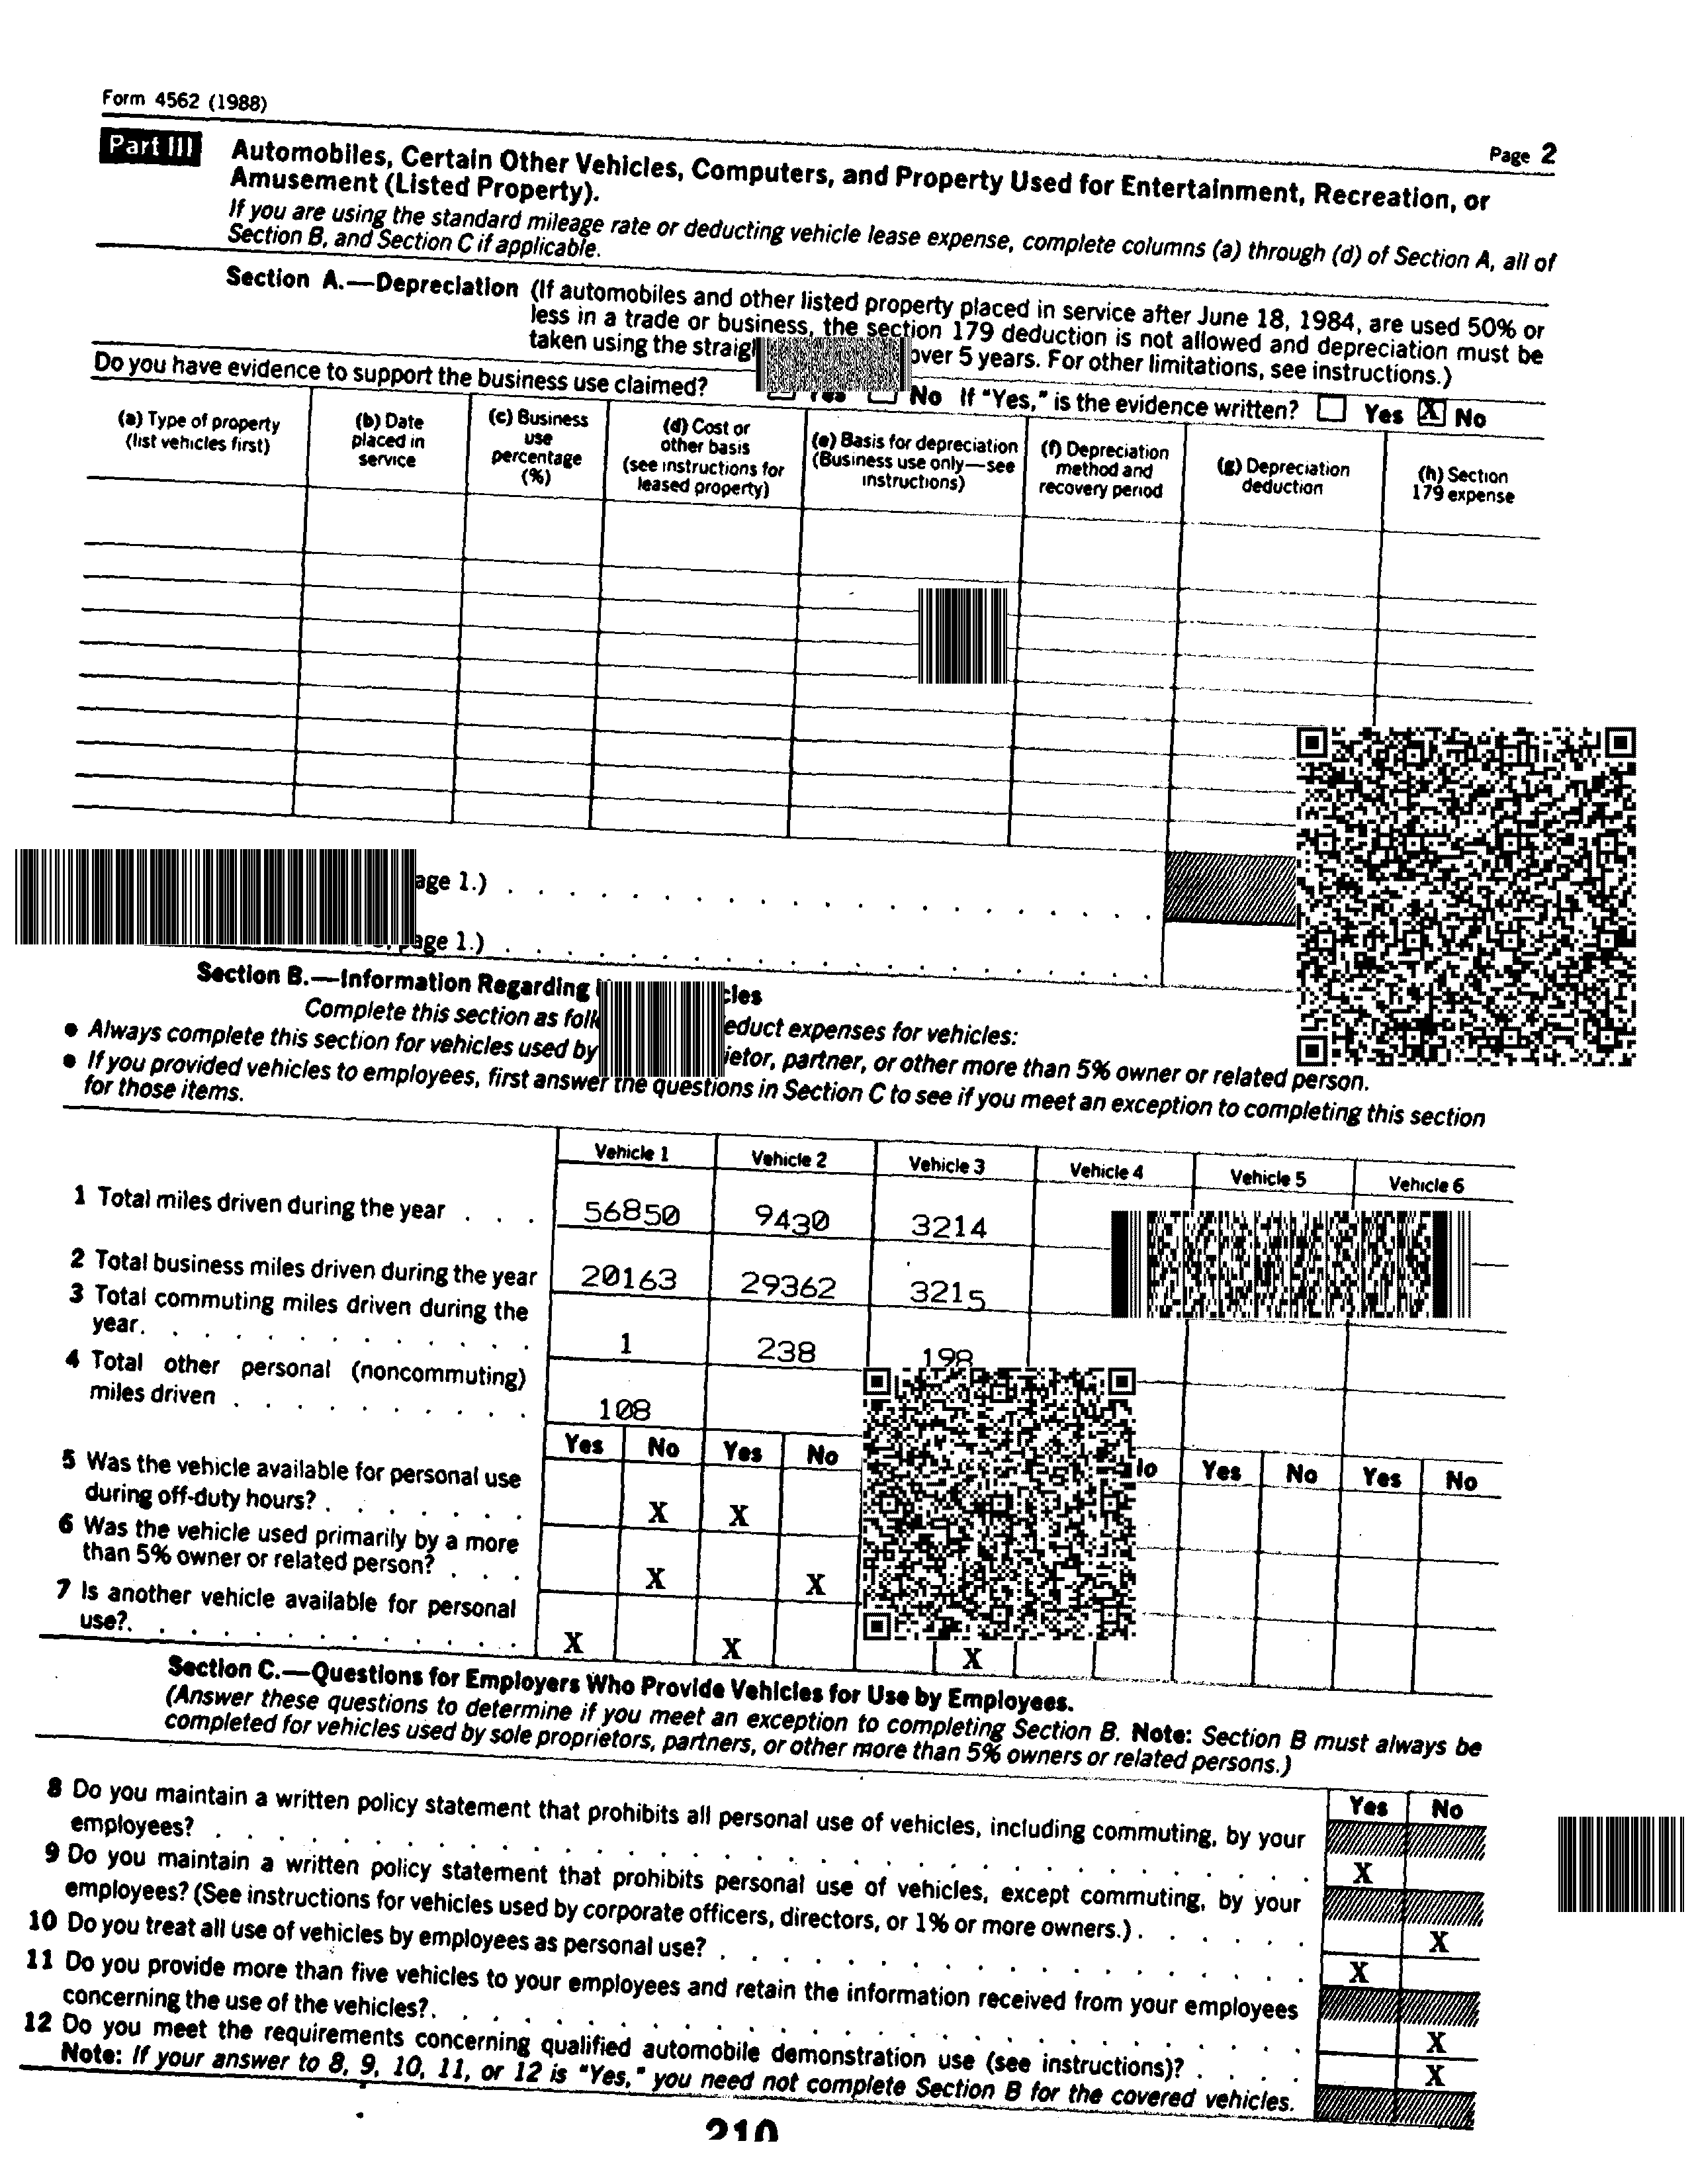 Form 4562 (1988)
Page 2
Part III Automobiles, Certain Other Vehicles, Computers, and Property Used for Entertainment, Recreation, or
Amusement (Listed Property).
If you are using the standard mileage rate or deducting vehicle lease expense, complete columns (a) through (d) of Section A, all of
Section B, and Section C if applicable.
Section A.—Depreciation (If automobiles and other listed property placed in service after June 18, 1984, are used 50% or
less in a trade or business, the section 179 deduction is not allowed and depreciation must be
taken using the over 5 years. For other limitations, see instructions.)
Do you have evidence to support the business use claimed? Yes No If "Yes," is the evidence written? Yes X No
(a) Type of property
(list vehicles first)
(b) Date
placed in
service
(c) Business
use
percentage
(%)
(d) Cost or
other basis
(see instructions for
leased property)
(e) Basis for depreciation
(Business use only—see
instructions)
(f) Depreciation
method and
recovery period
(g) Depreciation
deduction
(h) Section
179 expense
age 1.) . . . . . . . . . . . . . . . . . . . . .
page 1.) . . . . . . . . . . . . . . . . . . . . .
Section B.—Information Regarding cles
Complete this section as educt expenses for vehicles:
● Always complete this section for vehicles used by ietor, partner, or other more than 5% owner or related person.
● If you provided vehicles to employees, first answer the questions in Section C to see if you meet an exception to completing this section
for those items.
Vehicle 1 Vehicle 2 Vehicle 3 Vehicle 4 Vehicle 5 Vehicle 6
1 Total miles driven during the year . . . 56850 9430 3214
2 Total business miles driven during the year 20163 29362 3215
3 Total commuting miles driven during the
year. . . . . . . . . . . . . 1 238 198
4 Total other personal (noncommuting)
miles driven . . . . . . . . . . 108
Yes No Yes No lo Yes No Yes No
5 Was the vehicle available for personal use
during off-duty hours? . . . . . . . X X
6 Was the vehicle used primarily by a more
than 5% owner or related person? . . . X X
7 Is another vehicle available for personal
use?. . . . . . . . . . . . . X X X
Section C.—Questions for Employers Who Provide Vehicles for Use by Employees.
(Answer these questions to determine if you meet an exception to completing Section B. Note: Section B must always be
completed for vehicles used by sole proprietors, partners, or other more than 5% owners or related persons.)
Yes No
8 Do you maintain a written policy statement that prohibits all personal use of vehicles, including commuting, by your
employees? . . . . . . . . . . . . . . . . . . . . . . . . . . . . . . . . . X
9 Do you maintain a written policy statement that prohibits personal use of vehicles, except commuting, by your
employees? (See instructions for vehicles used by corporate officers, directors, or 1% or more owners.) . . . . . . X
10 Do you treat all use of vehicles by employees as personal use? . . . . . . . . . . . . . . . . . . . X
11 Do you provide more than five vehicles to your employees and retain the information received from your employees
concerning the use of the vehicles?. . . . . . . . . . . . . . . . . . . . . . . . . . . . X
12 Do you meet the requirements concerning qualified automobile demonstration use (see instructions)? . . . . X
Note: If your answer to 8, 9, 10, 11, or 12 is "Yes," you need not complete Section B for the covered vehicles.
210